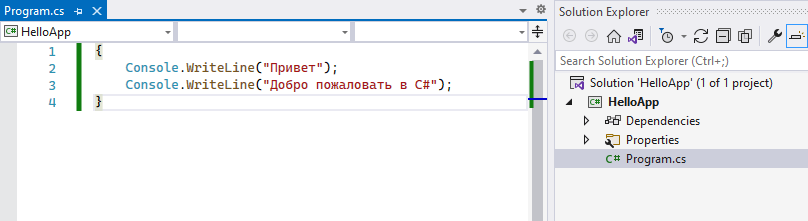 Program.cs
HelloApp
1 {
2 Console.WriteLine("Привет");
3 Console.WriteLine("Добро пожаловать в C#");
4 }
Solution Explorer
Search Solution Explorer (Ctrl+;)
Solution 'HelloApp' (1 of 1 project)
C# HelloApp
Dependencies
Properties
C# Program.cs